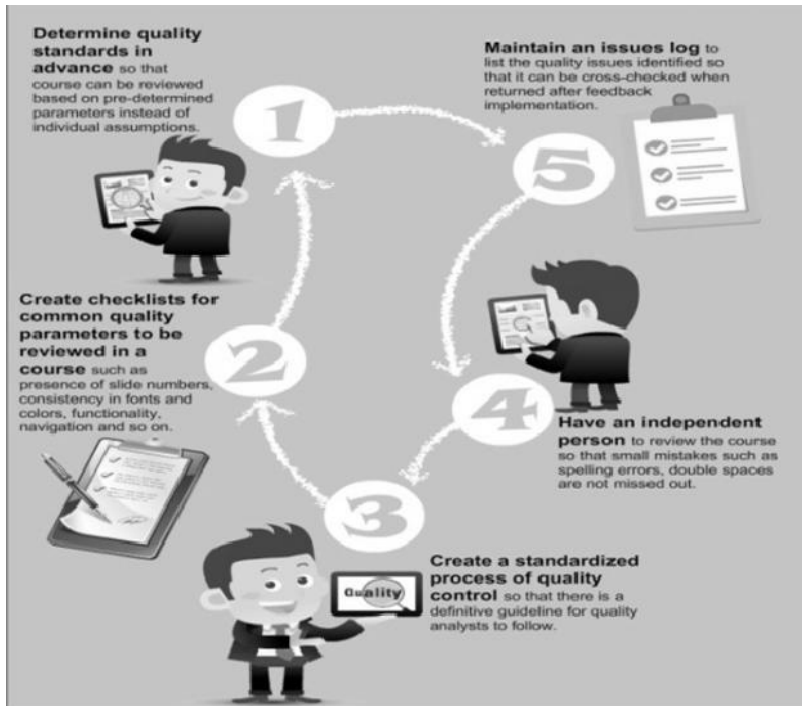 Determine quality
standards in
advance so that
course can be reviewed
based on pre-determined
parameters instead of
individual assumptions.
1
Create checklists for
common quality
parameters to be
reviewed in a
course such as
presence of slide numbers,
consistency in fonts and
colors, functionality,
navigation and so on.
2
Create a standardized
process of quality
control so that there is a
definitive guideline for quality
analysts to follow.
3
Quality
Have an independent
person to review the course
so that small mistakes such as
spelling errors, double spaces
are not missed out.
4
Maintain an issues log to
list the quality issues identified so
that it can be cross-checked when
returned after feedback
implementation.
5